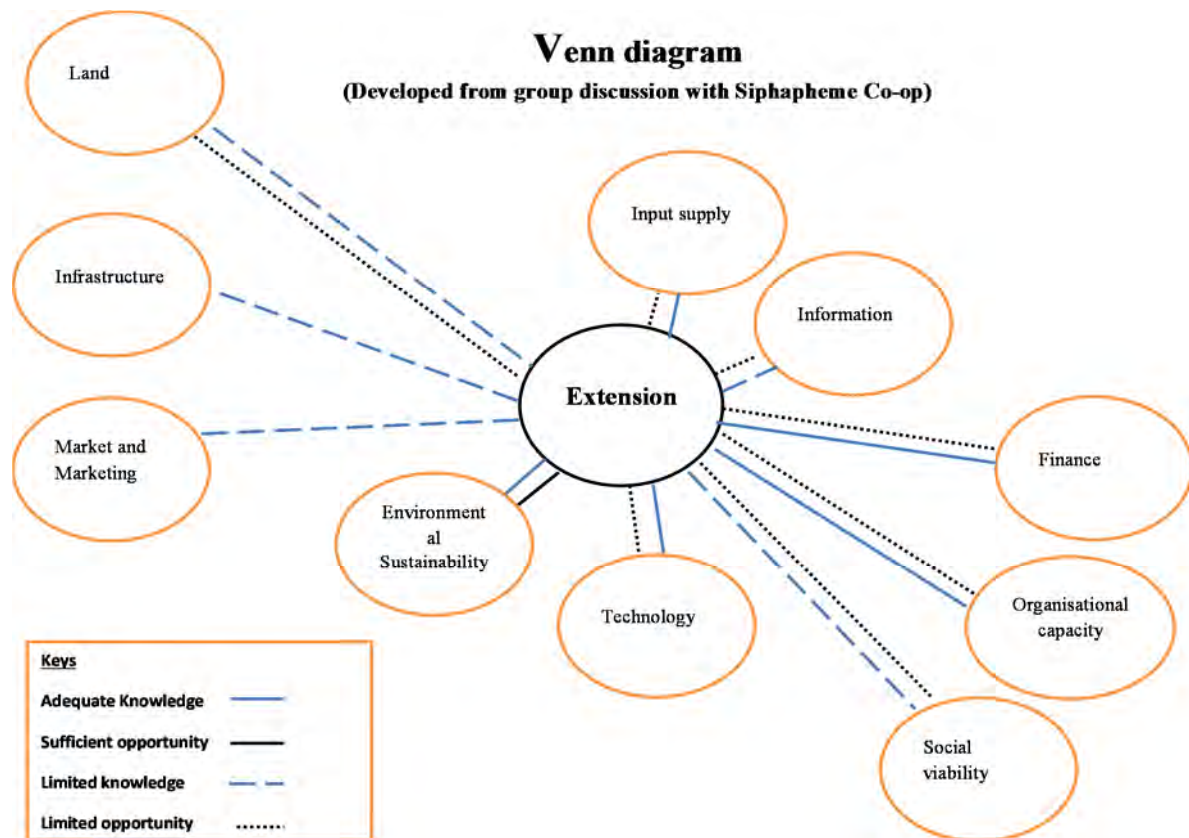 Venn diagram
(Developed from group discussion with Siphapheme Co-op)
Land
Input supply
Infrastructure
Information
Extension
Market and
Marketing
Finance
Environment
al
Sustainability
Technology
Organisational
capacity
Social
viability
Keys
Adequate Knowledge
Sufficient opportunity
Limited knowledge
Limited opportunity